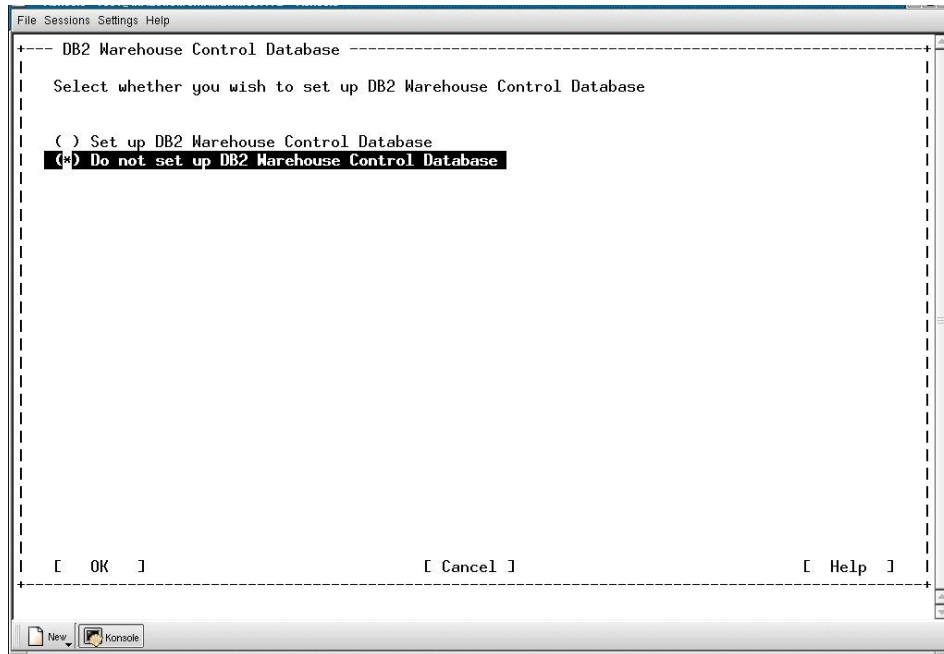 File Sessions Settings Help
+--- DB2 Warehouse Control Database ---+
Select whether you wish to set up DB2 Warehouse Control Database
( ) Set up DB2 Warehouse Control Database
(*) Do not set up DB2 Warehouse Control Database
[ OK ] [ Cancel ] [ Help ]
New Konsole